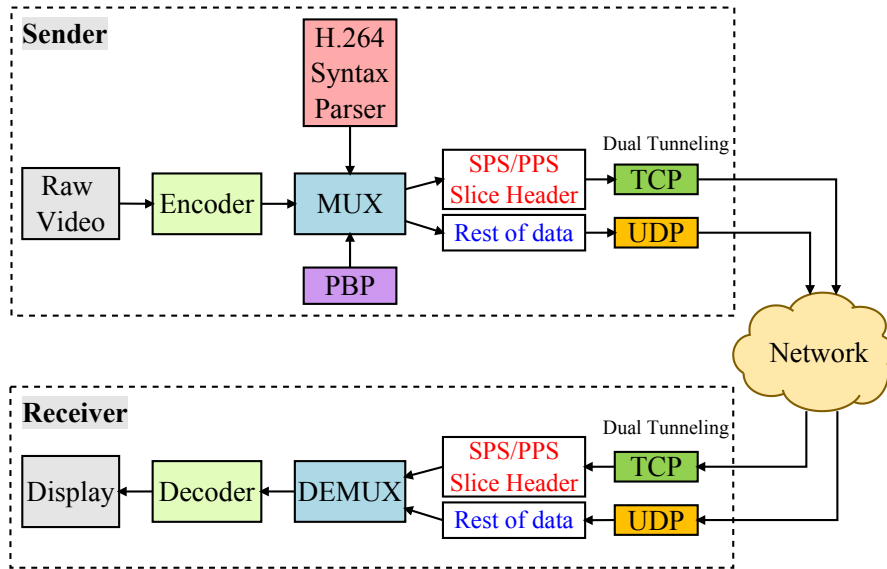 Sender
H.264
Syntax
Parser
Raw
Video
Encoder
MUX
PBP
SPS/PPS
Slice Header
Rest of data
Dual Tunneling
TCP
UDP
Network
Receiver
Dual Tunneling
TCP
UDP
SPS/PPS
Slice Header
Rest of data
DEMUX
Decoder
Display